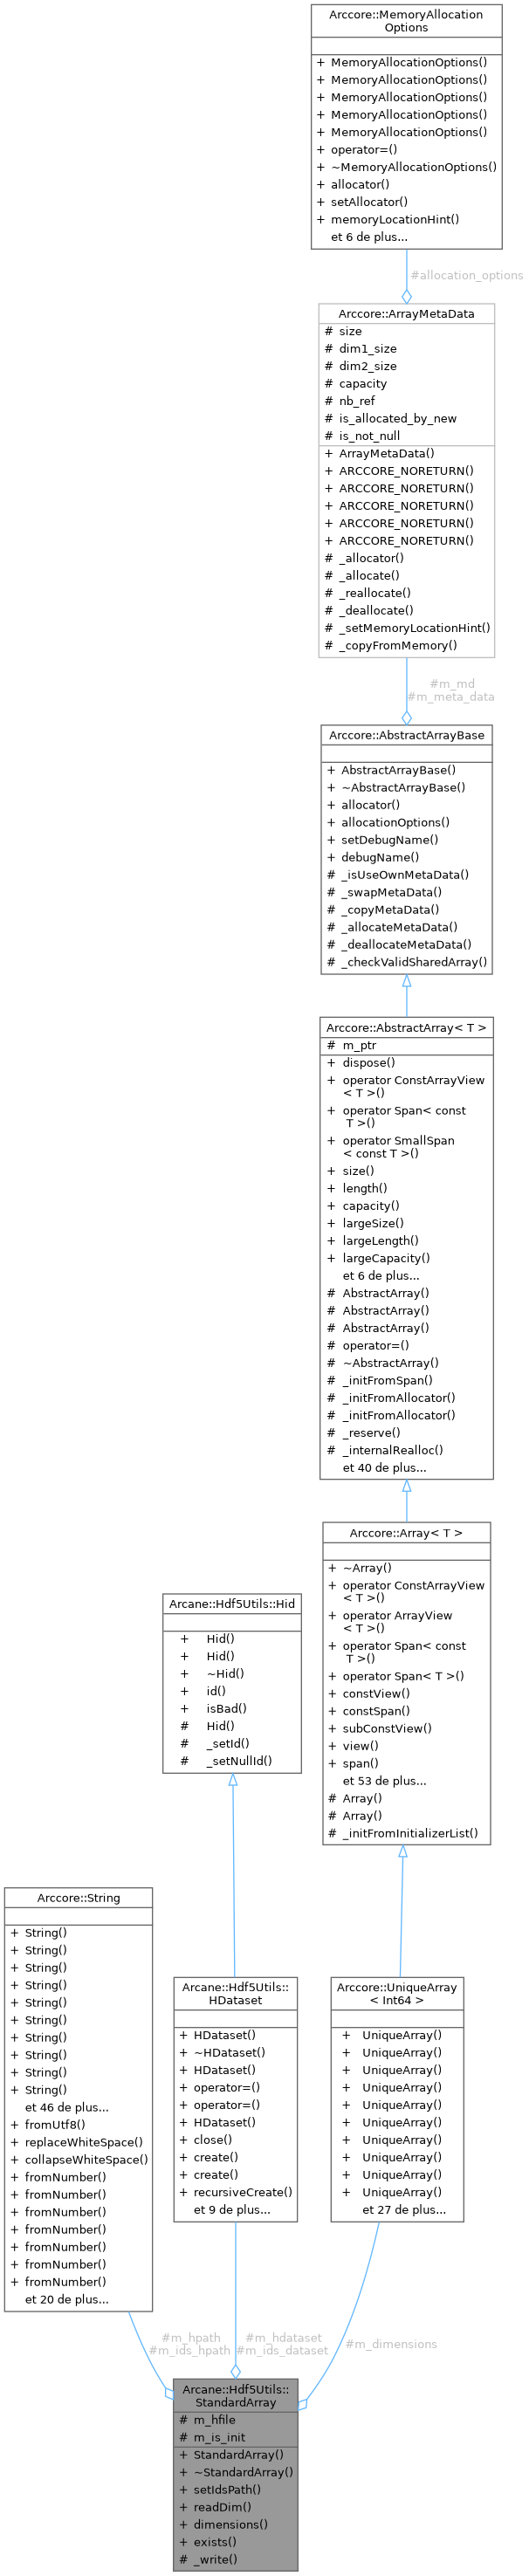 Arccore::MemoryAllocation
Options
+ MemoryAllocationOptions()
+ MemoryAllocationOptions()
+ MemoryAllocationOptions()
+ MemoryAllocationOptions()
+ MemoryAllocationOptions()
+ operator=()
+ ~MemoryAllocationOptions()
+ allocator()
+ setAllocator()
+ memoryLocationHint()
et 6 de plus...
#allocation_options
Arccore::ArrayMetaData
# size
# dim1_size
# dim2_size
# capacity
# nb_ref
# is_allocated_by_new
# is_not_null
+ ArrayMetaData()
+ ARCCORE_NORETURN()
+ ARCCORE_NORETURN()
+ ARCCORE_NORETURN()
+ ARCCORE_NORETURN()
+ ARCCORE_NORETURN()
# _allocator()
# _allocate()
# _reallocate()
# _deallocate()
# _setMemoryLocationHint()
# _copyFromMemory()
#m_md
#m_meta_data
Arccore::AbstractArrayBase
+ AbstractArrayBase()
+ ~AbstractArrayBase()
+ allocator()
+ allocationOptions()
+ setDebugName()
+ debugName()
# _isUseOwnMetaData()
# _swapMetaData()
# _copyMetaData()
# _allocateMetaData()
# _deallocateMetaData()
# _checkValidSharedArray()
Arccore::AbstractArray< T >
# m_ptr
+ dispose()
+ operator ConstArrayView
< T >()
+ operator Span< const
T >()
+ operator SmallSpan
< const T >()
+ size()
+ length()
+ capacity()
+ largeSize()
+ largeLength()
+ largeCapacity()
et 6 de plus...
# AbstractArray()
# AbstractArray()
# AbstractArray()
# operator=()
# ~AbstractArray()
# _initFromSpan()
# _initFromAllocator()
# _initFromAllocator()
# _reserve()
# _internalRealloc()
et 40 de plus...
Arccore::Array< T >
+ ~Array()
+ operator ConstArrayView
< T >()
+ operator ArrayView
< T >()
+ operator Span< const
T >()
+ operator Span< T >()
+ constView()
+ constSpan()
+ subConstView()
+ view()
+ span()
et 53 de plus...
# Array()
# Array()
# _initFromInitializerList()
Arcane::Hdf5Utils::Hid
+ Hid()
+ Hid()
+ ~Hid()
+ id()
+ isBad()
# Hid()
# _setId()
# _setNullId()
Arccore::String
+ String()
+ String()
+ String()
+ String()
+ String()
+ String()
+ String()
+ String()
+ String()
+ String()
et 46 de plus...
+ fromUtf8()
+ replaceWhiteSpace()
+ collapseWhiteSpace()
+ fromNumber()
+ fromNumber()
+ fromNumber()
+ fromNumber()
+ fromNumber()
+ fromNumber()
+ fromNumber()
et 20 de plus...
Arcane::Hdf5Utils::
HDataset
+ HDataset()
+ ~HDataset()
+ HDataset()
+ operator=()
+ operator=()
+ HDataset()
+ close()
+ create()
+ create()
+ recursiveCreate()
et 9 de plus...
Arccore::UniqueArray
< Int64 >
+ UniqueArray()
+ UniqueArray()
+ UniqueArray()
+ UniqueArray()
+ UniqueArray()
+ UniqueArray()
+ UniqueArray()
+ UniqueArray()
+ UniqueArray()
+ UniqueArray()
et 27 de plus...
#m_hpath
#m_ids_hpath
#m_hdataset
#m_ids_dataset
#m_dimensions
Arcane::Hdf5Utils::
StandardArray
# m_hfile
# m_is_init
+ StandardArray()
+ ~StandardArray()
+ setIdsPath()
+ readDim()
+ dimensions()
+ exists()
# _write()